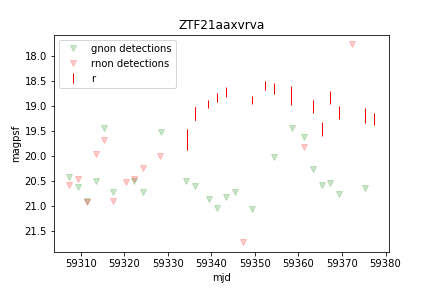 ZTF21aaxvrva
gnon detections
rnon detections
r
magpsf
18.0
18.5
19.0
19.5
20.0
20.5
21.0
21.5
59310 59320 59330 59340 59350 59360 59370 59380
mjd